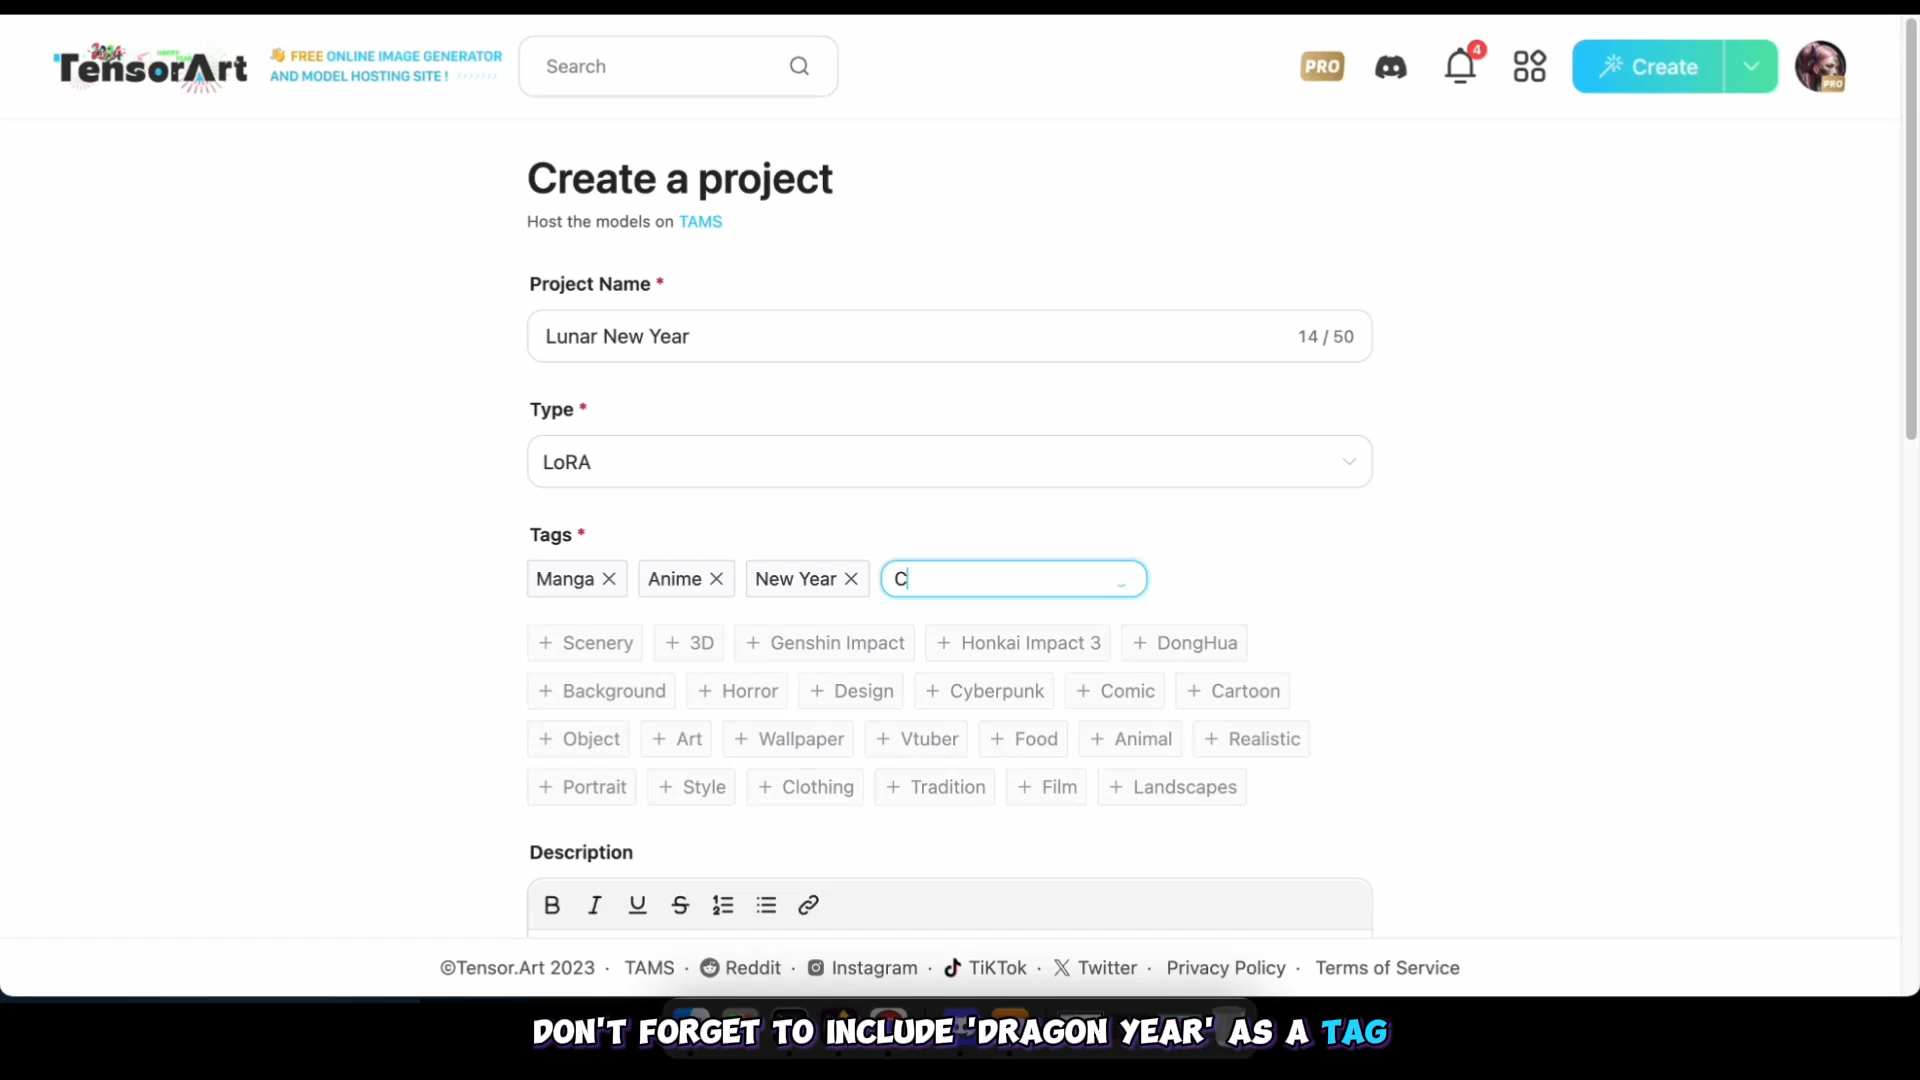 TensorArt
👋 FREE ONLINE IMAGE GENERATOR
AND MODEL HOSTING SITE !
Search
PRO
4
Create
PRO
Create a project
Host the models on TAMS
Project Name *
Lunar New Year
14 / 50
Type *
LoRA
Tags *
Manga
Anime
New Year
C
+ Scenery
+ 3D
+ Genshin Impact
+ Honkai Impact 3
+ DongHua
+ Background
+ Horror
+ Design
+ Cyberpunk
+ Comic
+ Cartoon
+ Object
+ Art
+ Wallpaper
+ Vtuber
+ Food
+ Animal
+ Realistic
+ Portrait
+ Style
+ Clothing
+ Tradition
+ Film
+ Landscapes
Description
B I U S
©Tensor.Art 2023 · TAMS · Reddit · Instagram · TiKTok · Twitter · Privacy Policy · Terms of Service
DON'T FORGET TO INCLUDE 'DRAGON YEAR' AS A TAG